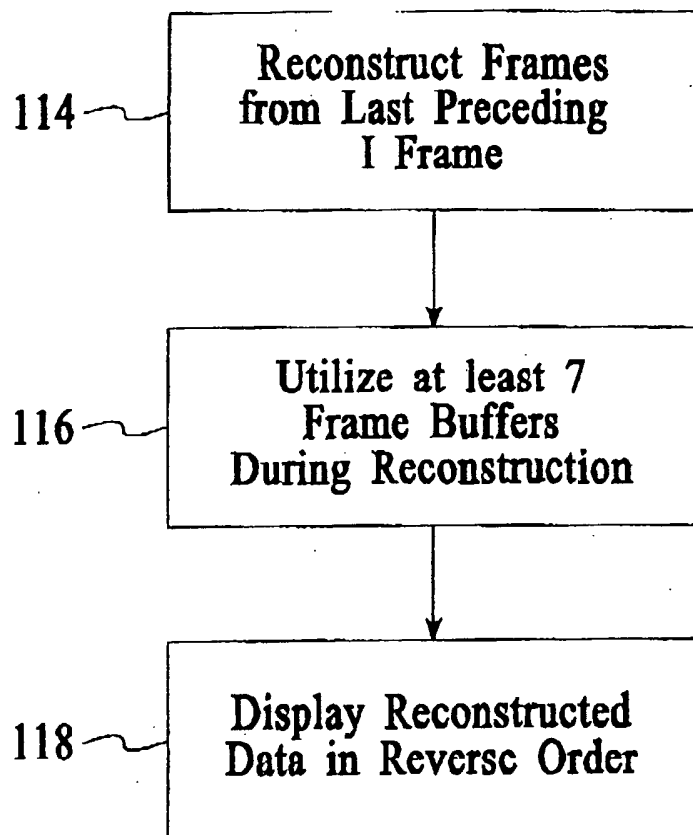 114
Reconstruct Frames
from Last Preceding
I Frame
116
Utilize at least 7
Frame Buffers
During Reconstruction
118
Display Reconstructed
Data in Reverse Order